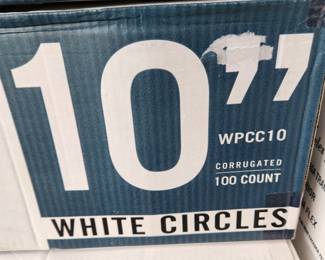 10"
WPCC10
CORRUGATED
100 COUNT
WHITE CIRCLES